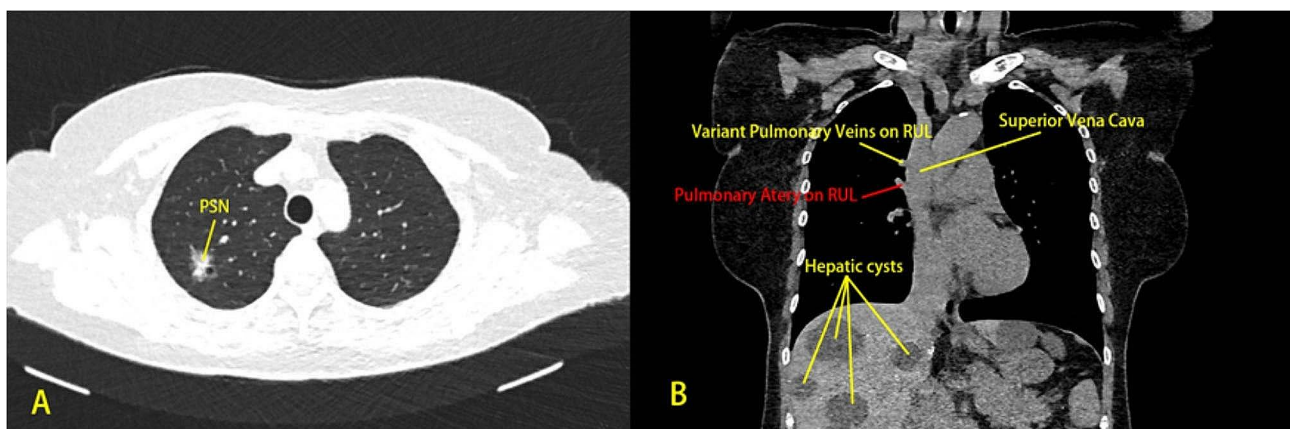 PSN
A
Variant Pulmonary Veins on RUL
Superior Vena Cava
Pulmonary Atery on RUL
Hepatic cysts
B